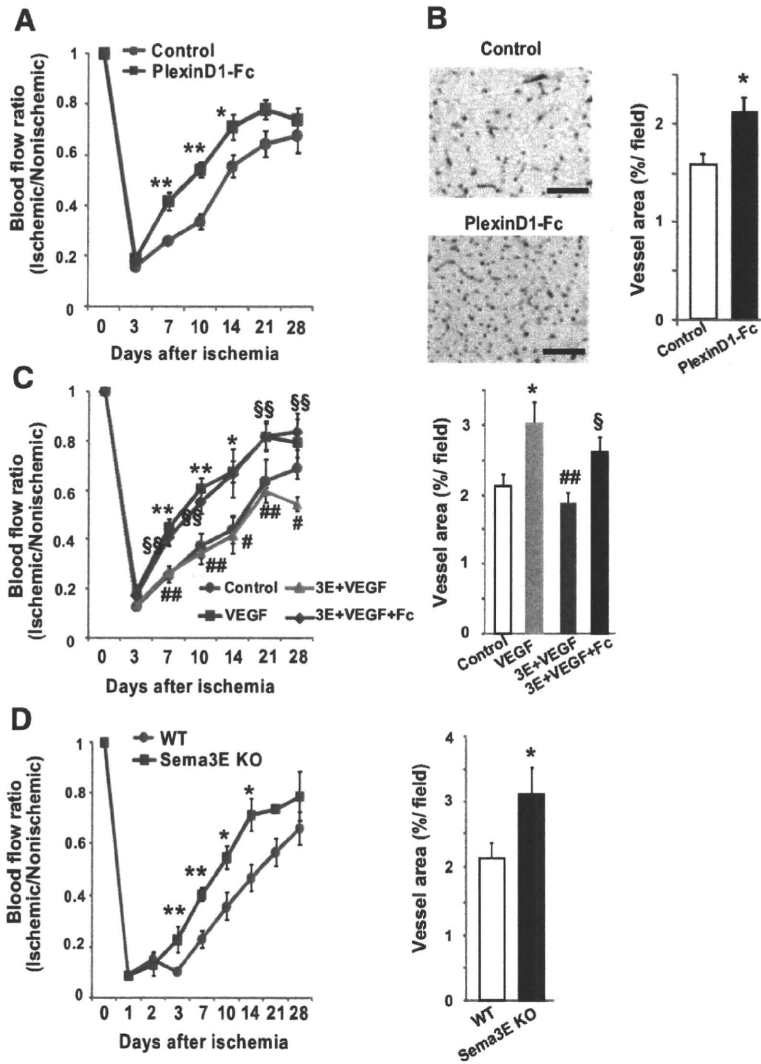 A
Control
PlexinD1-Fc
Blood flow ratio
(Ischemic/Nonischemic)
1
0.8
0.6
0.4
0.2
0
* 
**
**
0 3 7 10 14 21 28
Days after ischemia
B
Control
PlexinD1-Fc
Vessel area (%/ field)
2
1
0
*
Control
PlexinD1-Fc
C
Blood flow ratio
(Ischemic/Nonischemic)
1
0.8
0.6
0.4
0.2
0
§§ §§
*
**
**
§§
§§
##
##
#
##
#
Control 3E+VEGF
VEGF 3E+VEGF+Fc
0 3 7 10 14 21 28
Days after ischemia
Vessel area (%/ field)
3
2
1
0
*
##
§
Control
VEGF
3E+VEGF
3E+VEGF+Fc
D
WT
Sema3E KO
Blood flow ratio
(Ischemic/Nonischemic)
1
0.8
0.6
0.4
0.2
0
*
*
**
**
0 1 2 3 7 10 14 21 28
Days after ischemia
Vessel area (%/ field)
4
3
2
1
0
*
WT
Sema3E KO